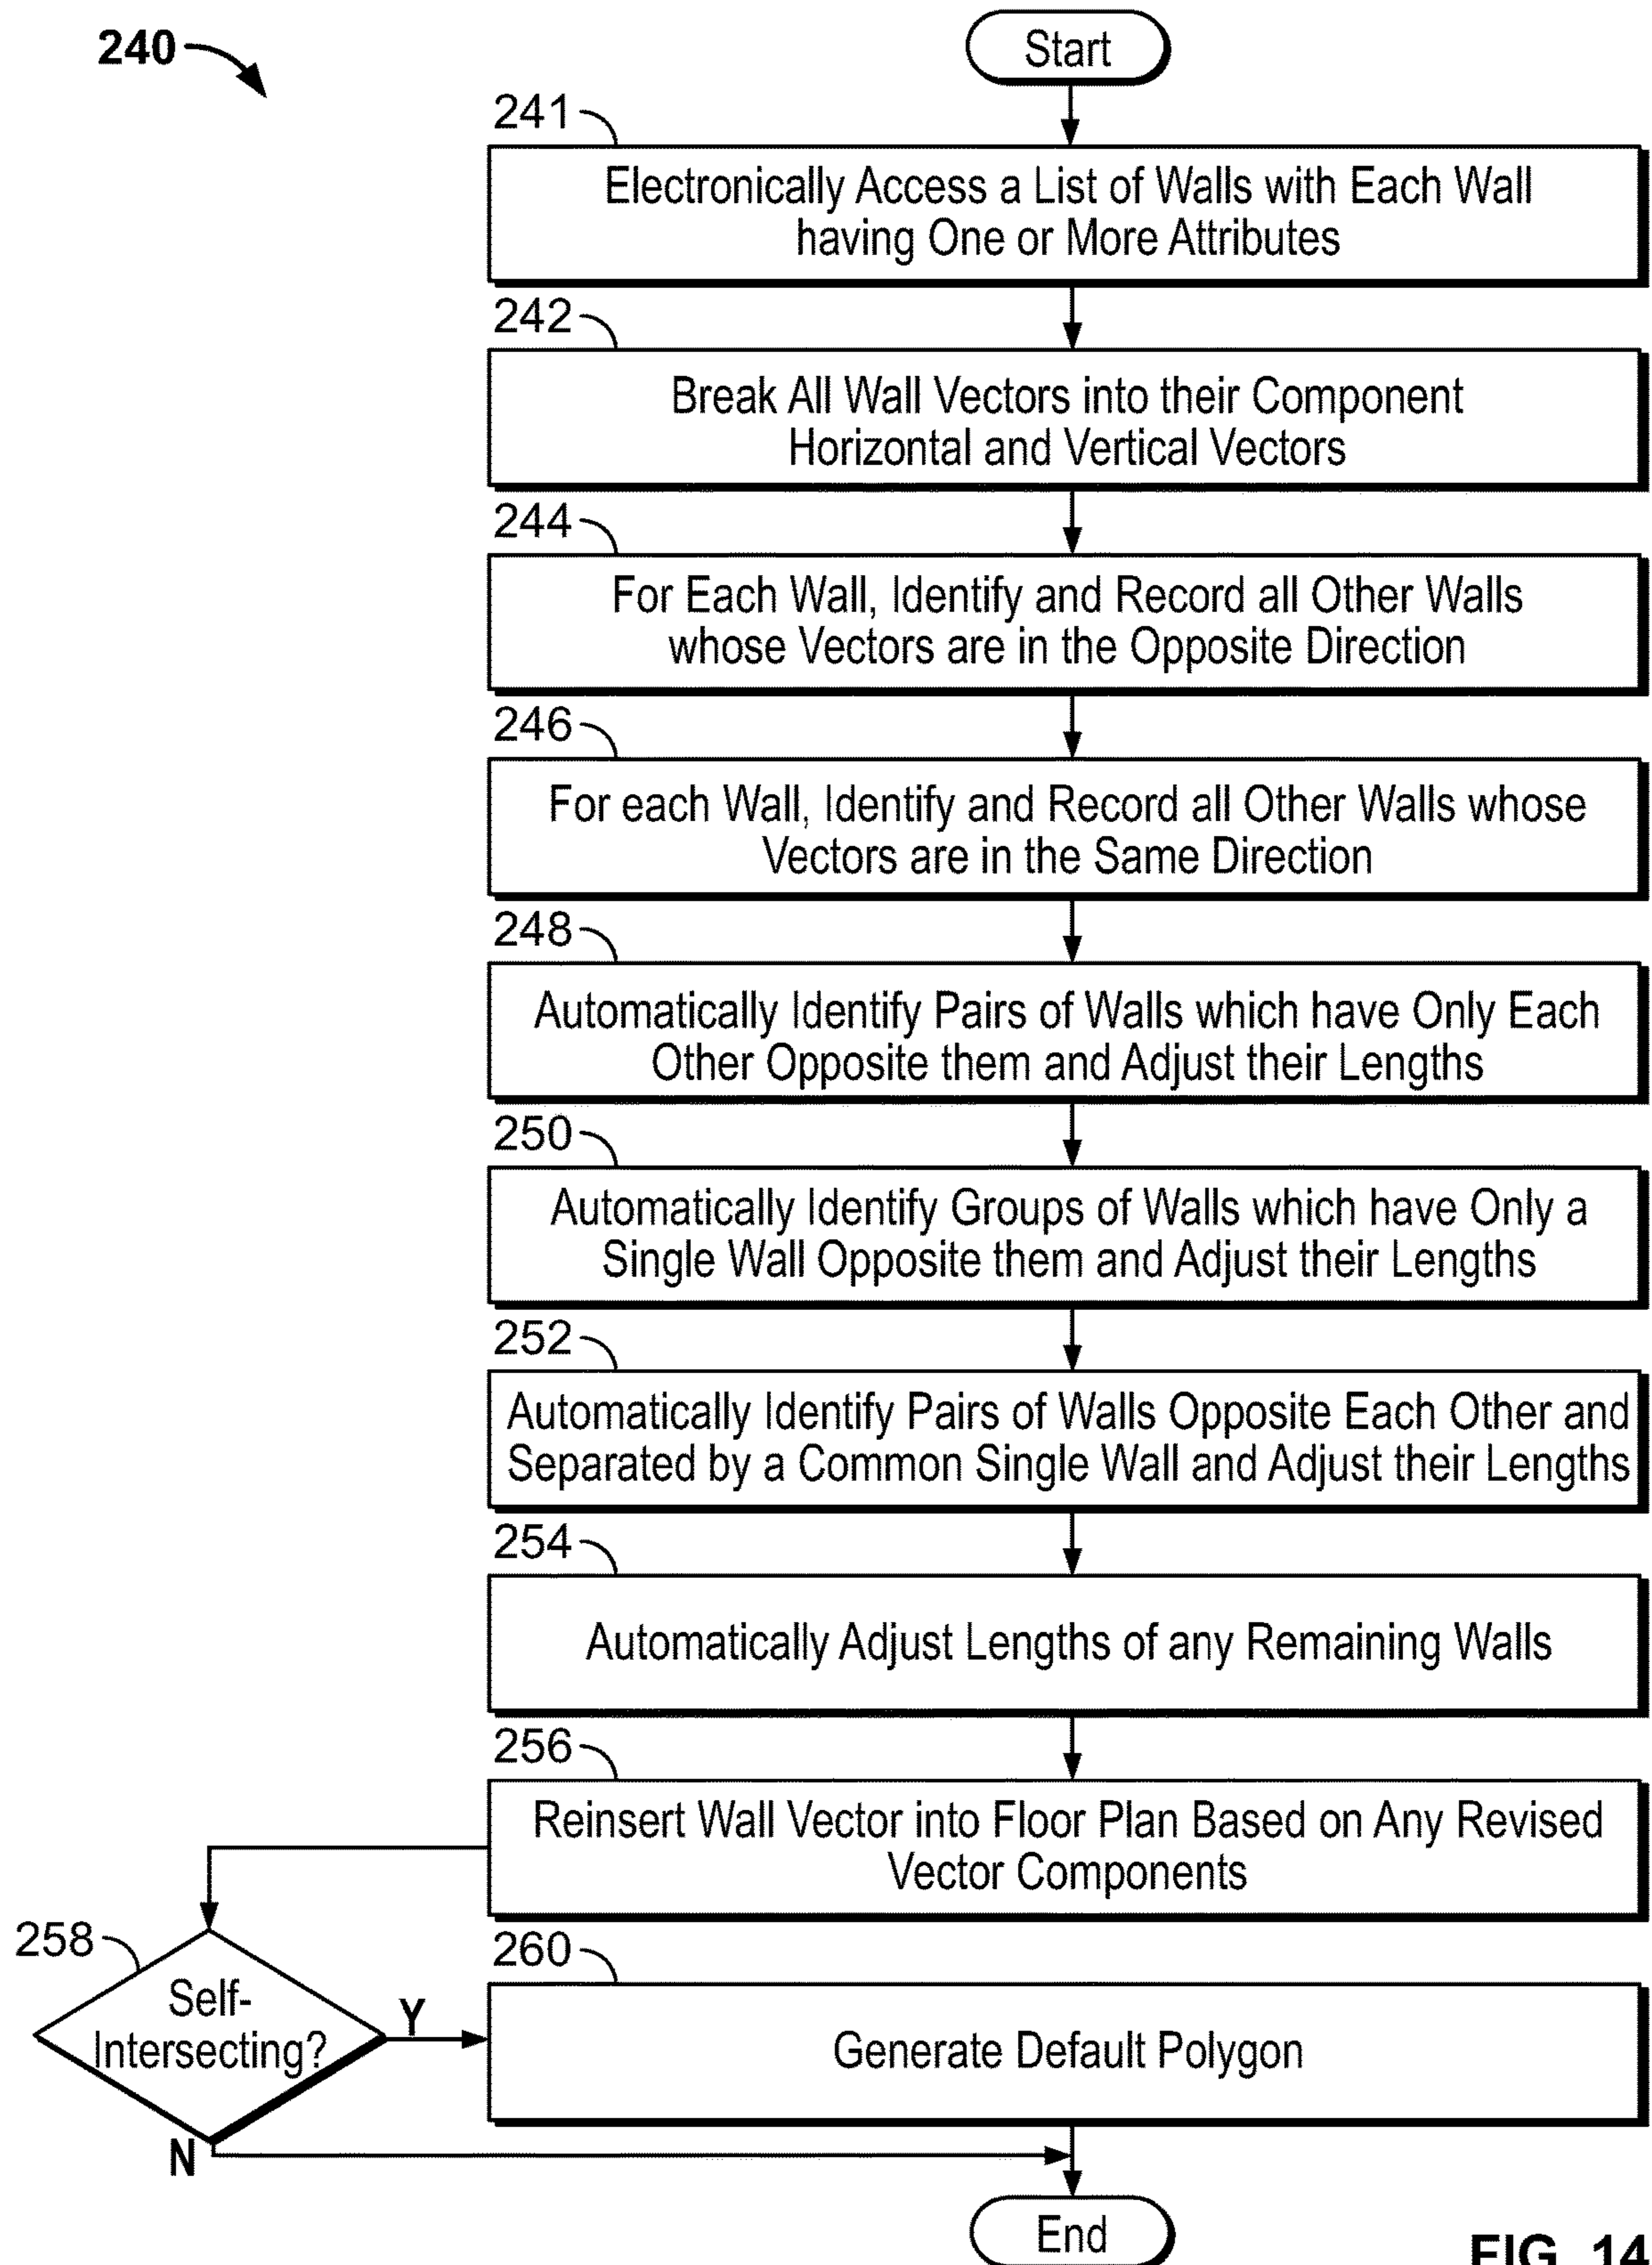 240
Start
241
Electronically Access a List of Walls with Each Wall
having One or More Attributes
242
Break All Wall Vectors into their Component
Horizontal and Vertical Vectors
244
For Each Wall, Identify and Record all Other Walls
whose Vectors are in the Opposite Direction
246
For each Wall, Identify and Record all Other Walls whose
Vectors are in the Same Direction
248
Automatically Identify Pairs of Walls which have Only Each
Other Opposite them and Adjust their Lengths
250
Automatically Identify Groups of Walls which have Only a
Single Wall Opposite them and Adjust their Lengths
252
Automatically Identify Pairs of Walls Opposite Each Other and
Separated by a Common Single Wall and Adjust their Lengths
254
Automatically Adjust Lengths of any Remaining Walls
256
Reinsert Wall Vector into Floor Plan Based on Any Revised
Vector Components
258
Self-
Intersecting?
Y
N
260
Generate Default Polygon
End
FIG. 14